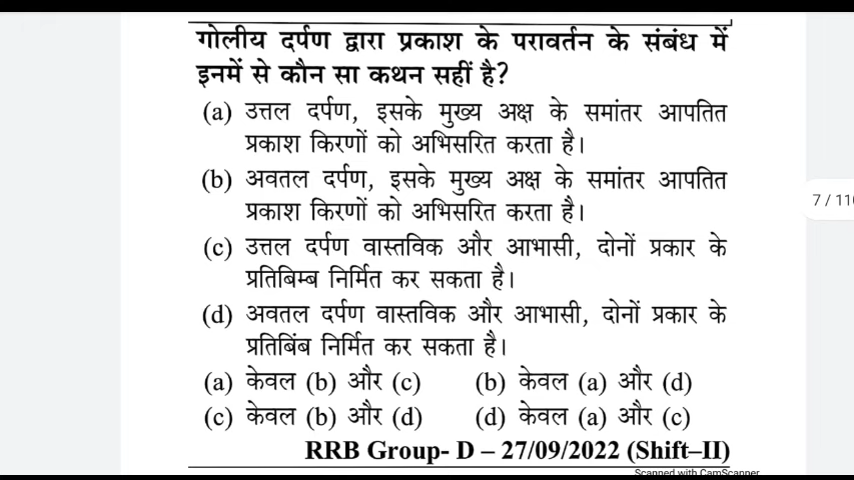 गोलीय दर्पण द्वारा प्रकाश के परावर्तन के संबंध में
इनमें से कौन सा कथन सहीं है?
(a) उत्तल दर्पण, इसके मुख्य अक्ष के समांतर आपतित
प्रकाश किरणों को अभिसरित करता है।
(b) अवतल दर्पण, इसके मुख्य अक्ष के समांतर आपतित
प्रकाश किरणों को अभिसरित करता है।
(c) उत्तल दर्पण वास्तविक और आभासी, दोनों प्रकार के
प्रतिबिम्ब निर्मित कर सकता है।
(d) अवतल दर्पण वास्तविक और आभासी, दोनों प्रकार के
प्रतिबिंब निर्मित कर सकता है।
(a) केवल (b) और (c) (b) केवल (a) और (d)
(c) केवल (b) और (d) (d) केवल (a) और (c)
RRB Group- D – 27/09/2022 (Shift–II)
Scanned with CamScanner
7 / 110